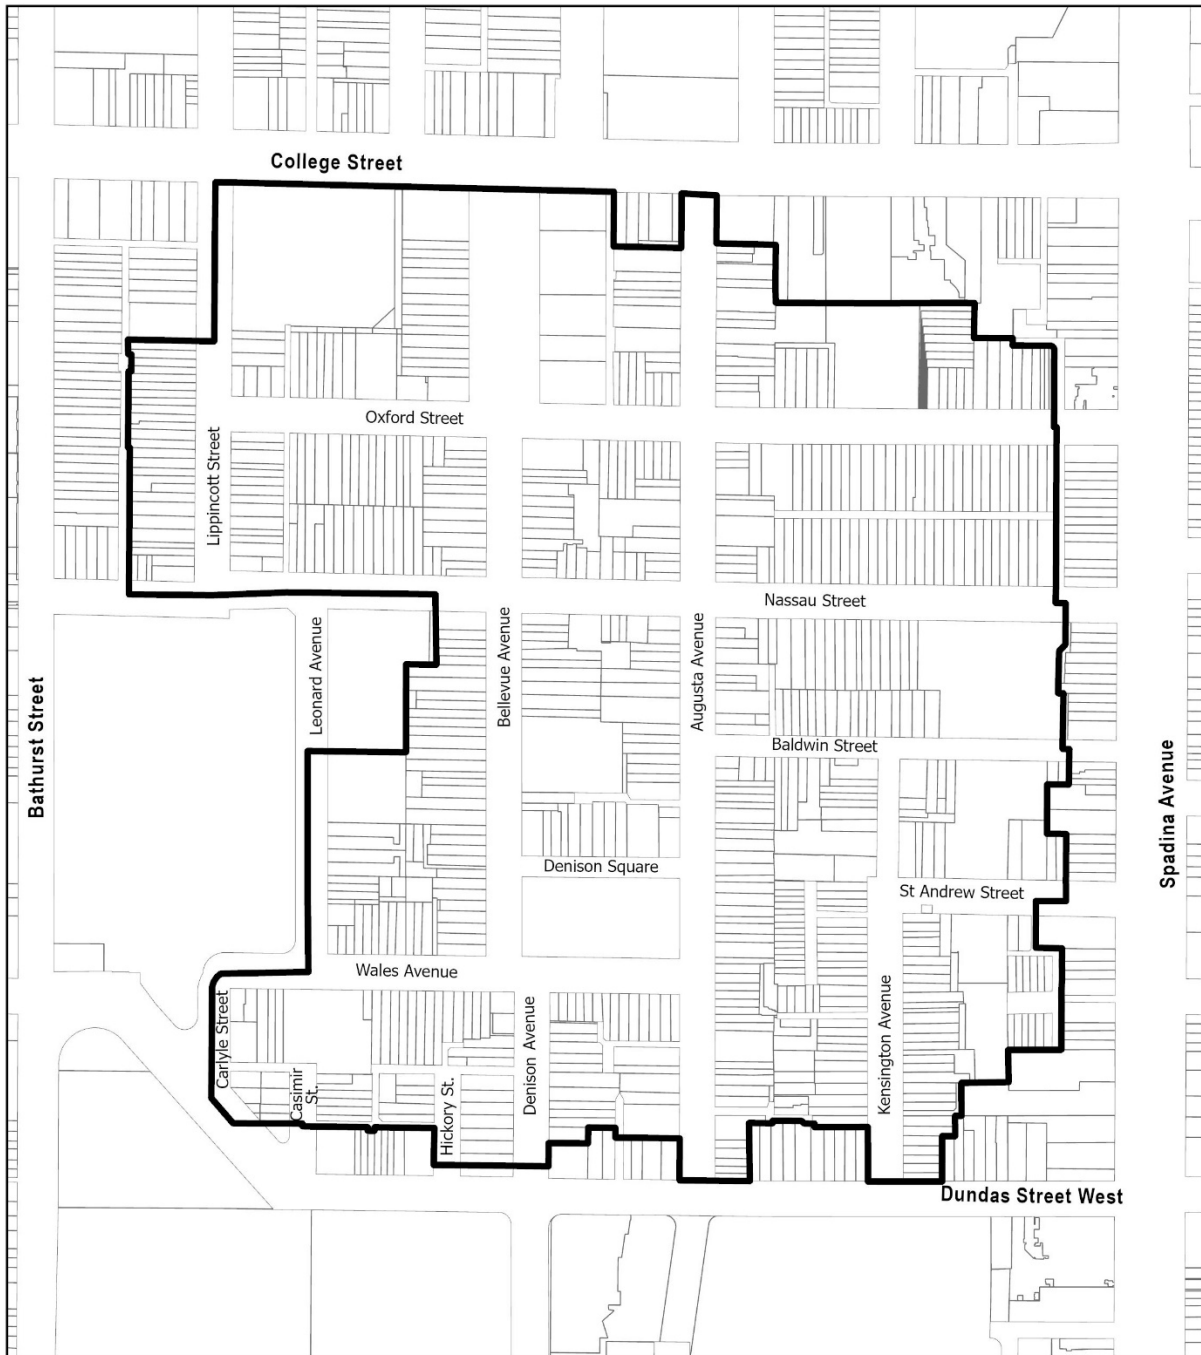 College Street
Oxford Street
Lippincott Street
Nassau Street
Leonard Avenue
Bellevue Avenue
Augusta Avenue
Bathurst Street
Baldwin Street
Spadina Avenue
Denison Square
St Andrew Street
Wales Avenue
Carlyle Street
Casimir
St.
Hickory St.
Denison Avenue
Kensington Avenue
Dundas Street West